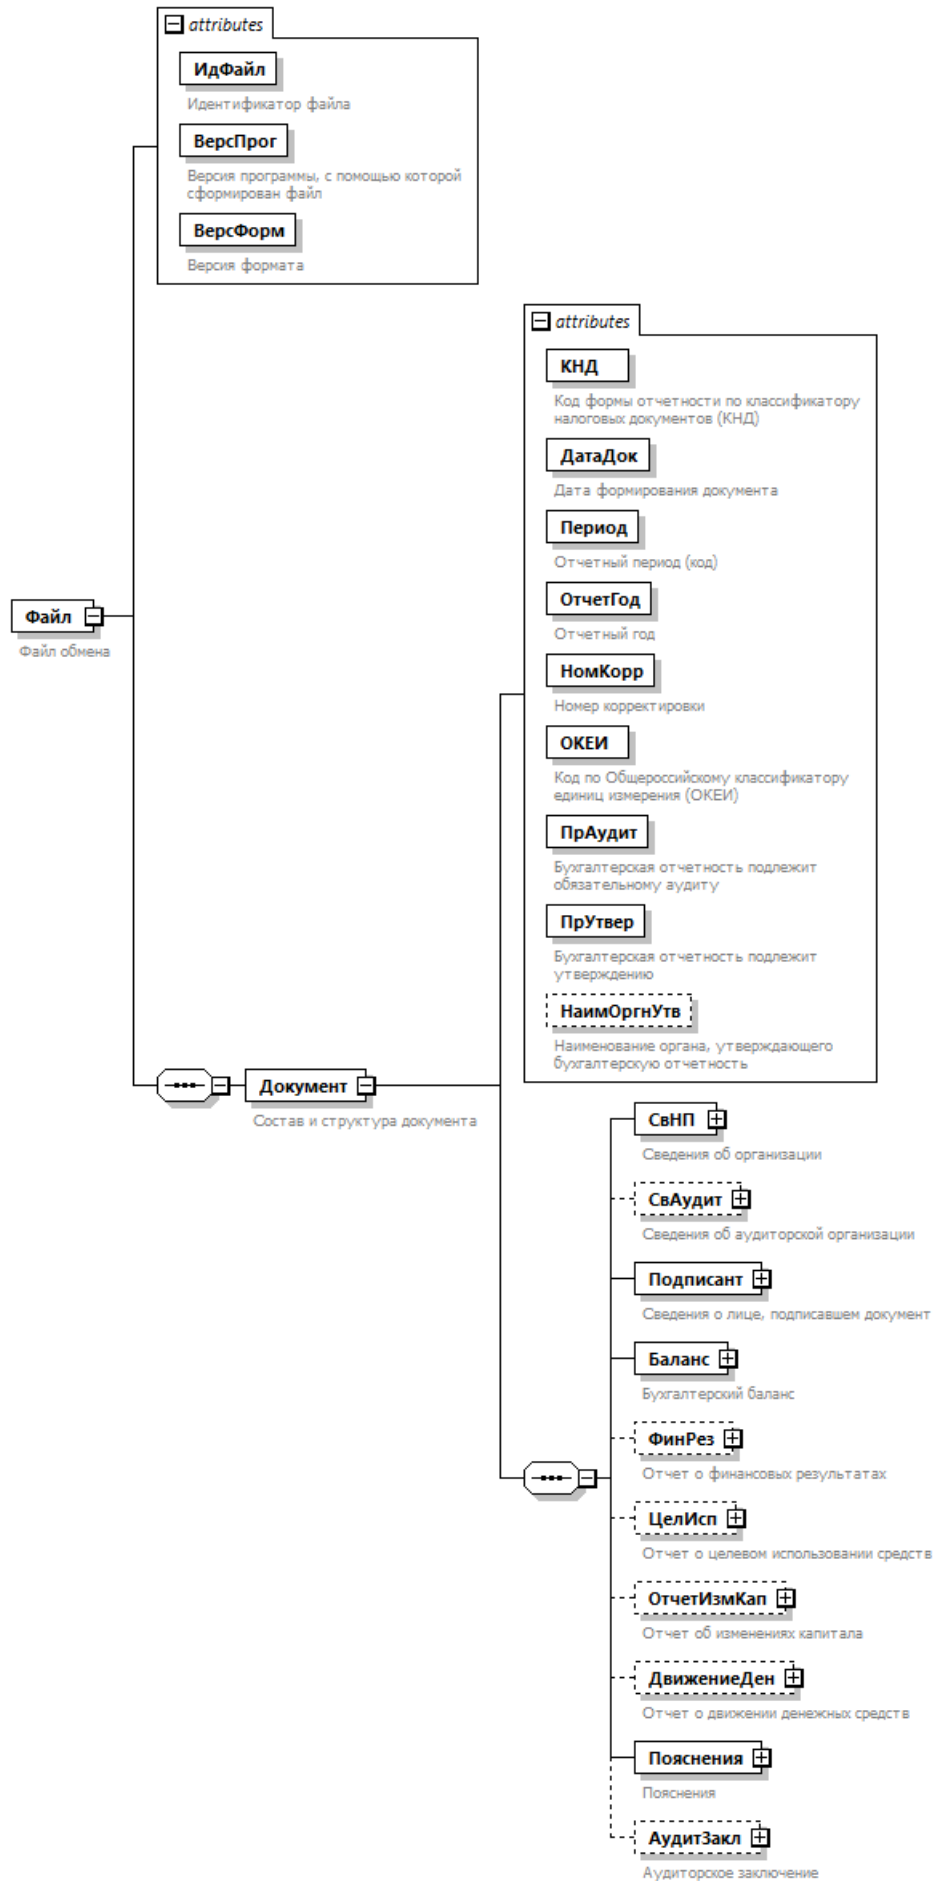 attributes
ИдФайл
Идентификатор файла
ВерсПрог
Версия программы, с помощью которой
сформирован файл
ВерсФорм
Версия формата
attributes
КНД
Код формы отчетности по классификатору
налоговых документов (КНД)
ДатаДок
Дата формирования документа
Период
Отчетный период (код)
ОтчетГод
Отчетный год
НомКорр
Номер корректировки
ОКЕИ
Код по Общероссийскому классификатору
единиц измерения (ОКЕИ)
ПрАудит
Бухгалтерская отчетность подлежит
обязательному аудиту
ПрУтвер
Бухгалтерская отчетность подлежит
утверждению
НаимОргнУтв
Наименование органа, утверждающего
бухгалтерскую отчетность
Файл
Файл обмена
Документ
Состав и структура документа
СвНП
Сведения об организации
СвАудит
Сведения об аудиторской организации
Подписант
Сведения о лице, подписавшем документ
Баланс
Бухгалтерский баланс
ФинРез
Отчет о финансовых результатах
ЦелИсп
Отчет о целевом использовании средств
ОтчетИзмКап
Отчет об изменениях капитала
ДвижениеДен
Отчет о движении денежных средств
Пояснения
Пояснения
АудитЗакл
Аудиторское заключение